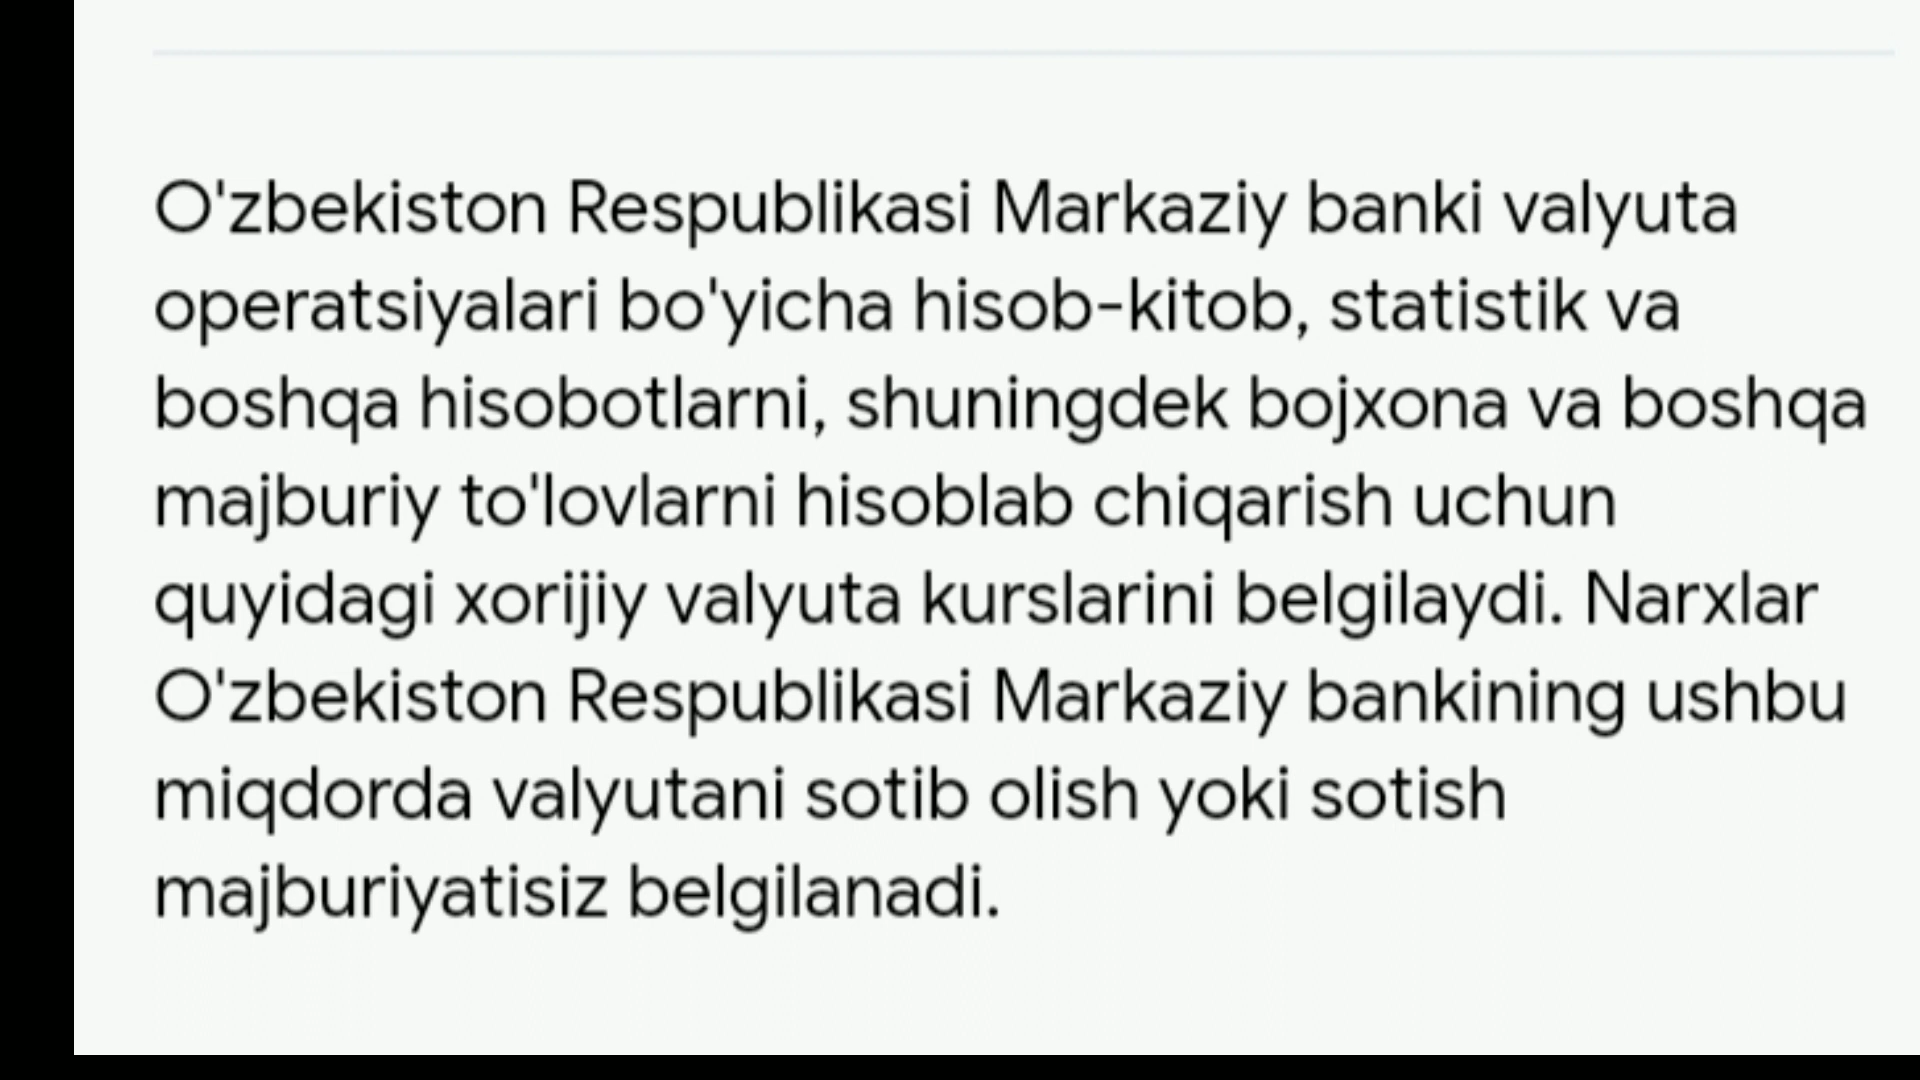 O'zbekiston Respublikasi Markaziy banki valyuta
operatsiyalari bo'yicha hisob-kitob, statistik va
boshqa hisobotlarni, shuningdek bojxona va boshqa
majburiy to'lovlarni hisoblab chiqarish uchun
quyidagi xorijiy valyuta kurslarini belgilaydi. Narxlar
O'zbekiston Respublikasi Markaziy bankining ushbu
miqdorda valyutani sotib olish yoki sotish
majburiyatisiz belgilanadi.